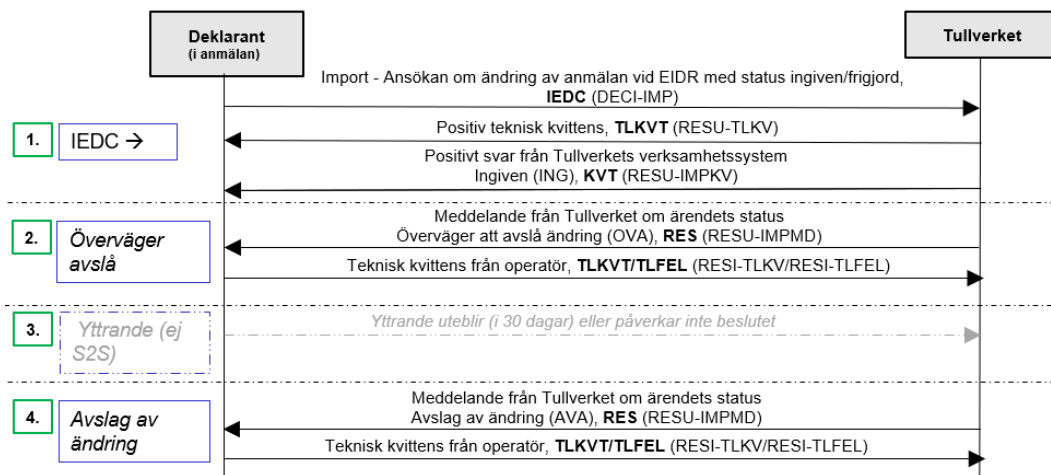 Deklarant
(i anmälan)
Tullverket
Import - Ansökan om ändring av anmälan vid EIDR med status ingiven/frigjord,
IEDC (DECI-IMP)
1.
IEDC →
Positiv teknisk kvittens, TLKVT (RESU-TLKV)
Positivt svar från Tullverkets verksamhetssystem
Ingiven (ING), KVT (RESU-IMPKV)
2.
Överväger
avslå
Meddelande från Tullverket om ärendets status
Överväger att avslå ändring (OVA), RES (RESU-IMPMD)
Teknisk kvittens från operatör, TLKVT/TLFEL (RESI-TLKV/RESI-TLFEL)
3.
Yttrande (ej
S2S)
Yttrande uteblir (i 30 dagar) eller påverkar inte beslutet
4.
Avslag av
ändring
Meddelande från Tullverket om ärendets status
Avslag av ändring (AVA), RES (RESU-IMPMD)
Teknisk kvittens från operatör, TLKVT/TLFEL (RESI-TLKV/RESI-TLFEL)